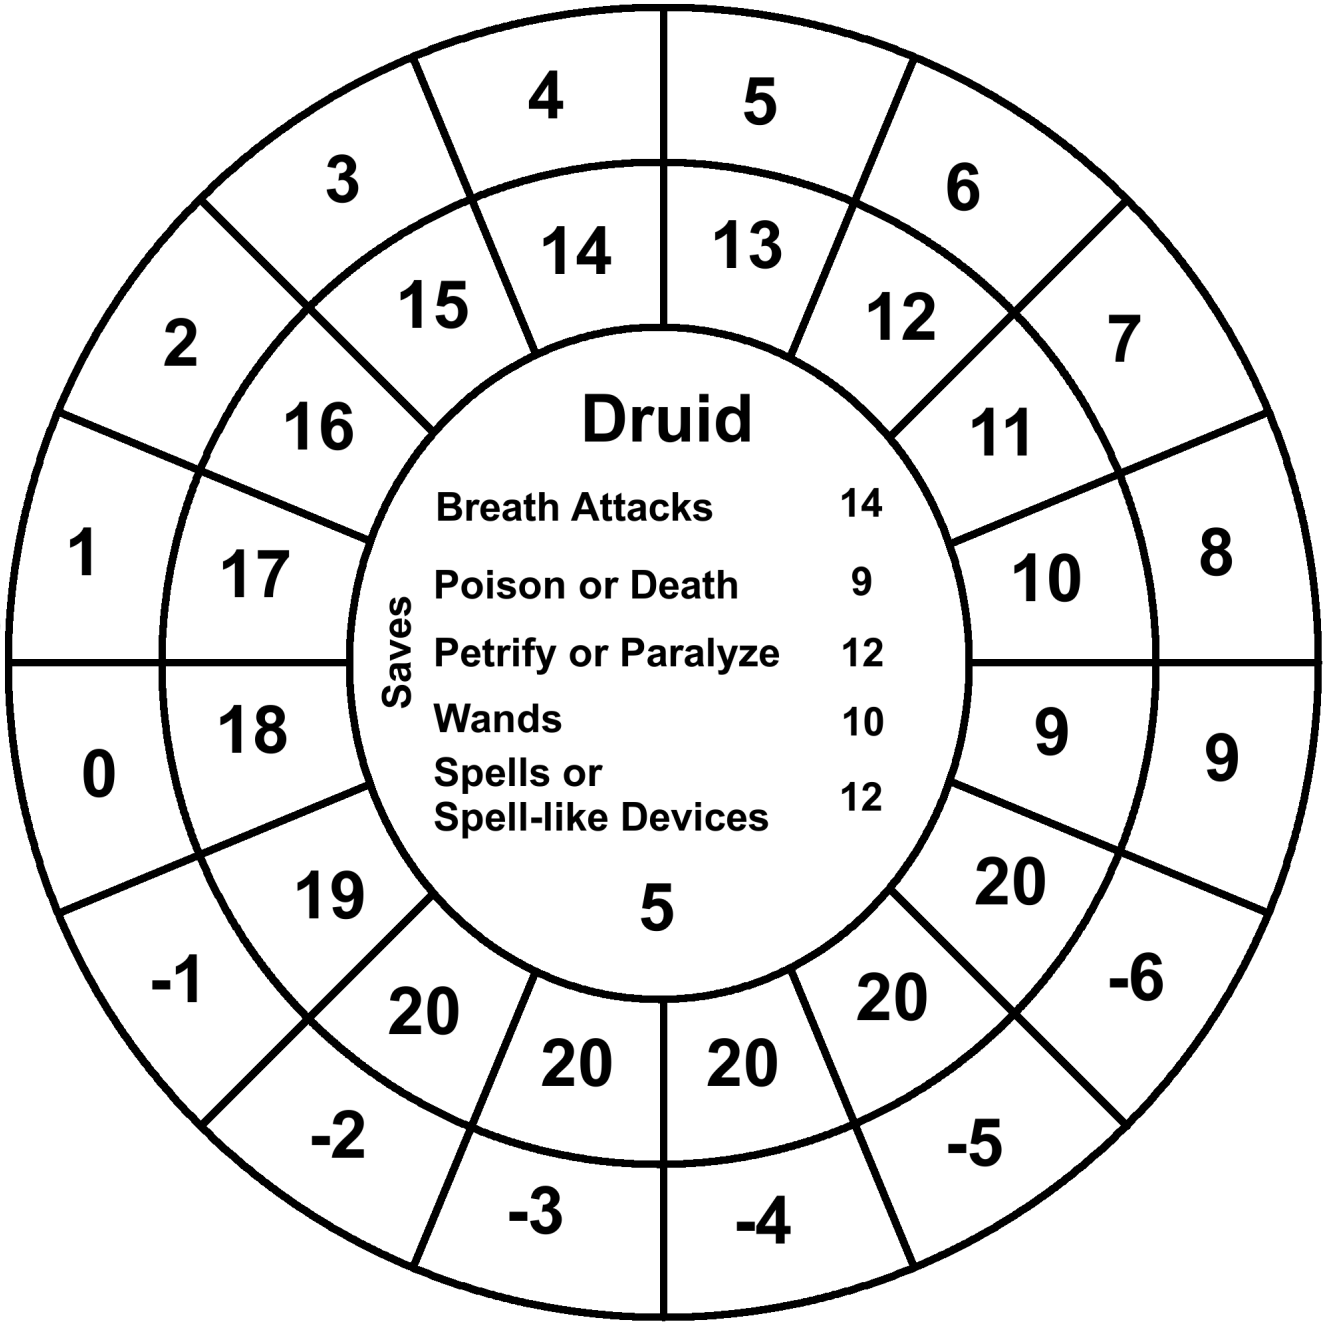 4 5
3 6
14 13
15 12
2 7
16 11
Druid
Breath Attacks 14
1 8
17 10
Poison or Death 9
Saves
Petrify or Paralyze 12
Wands 10
18 9
0 9
Spells or
Spell-like Devices 12
19 20
5
-1 -6
20 20
20 20
-2 -5
-3 -4